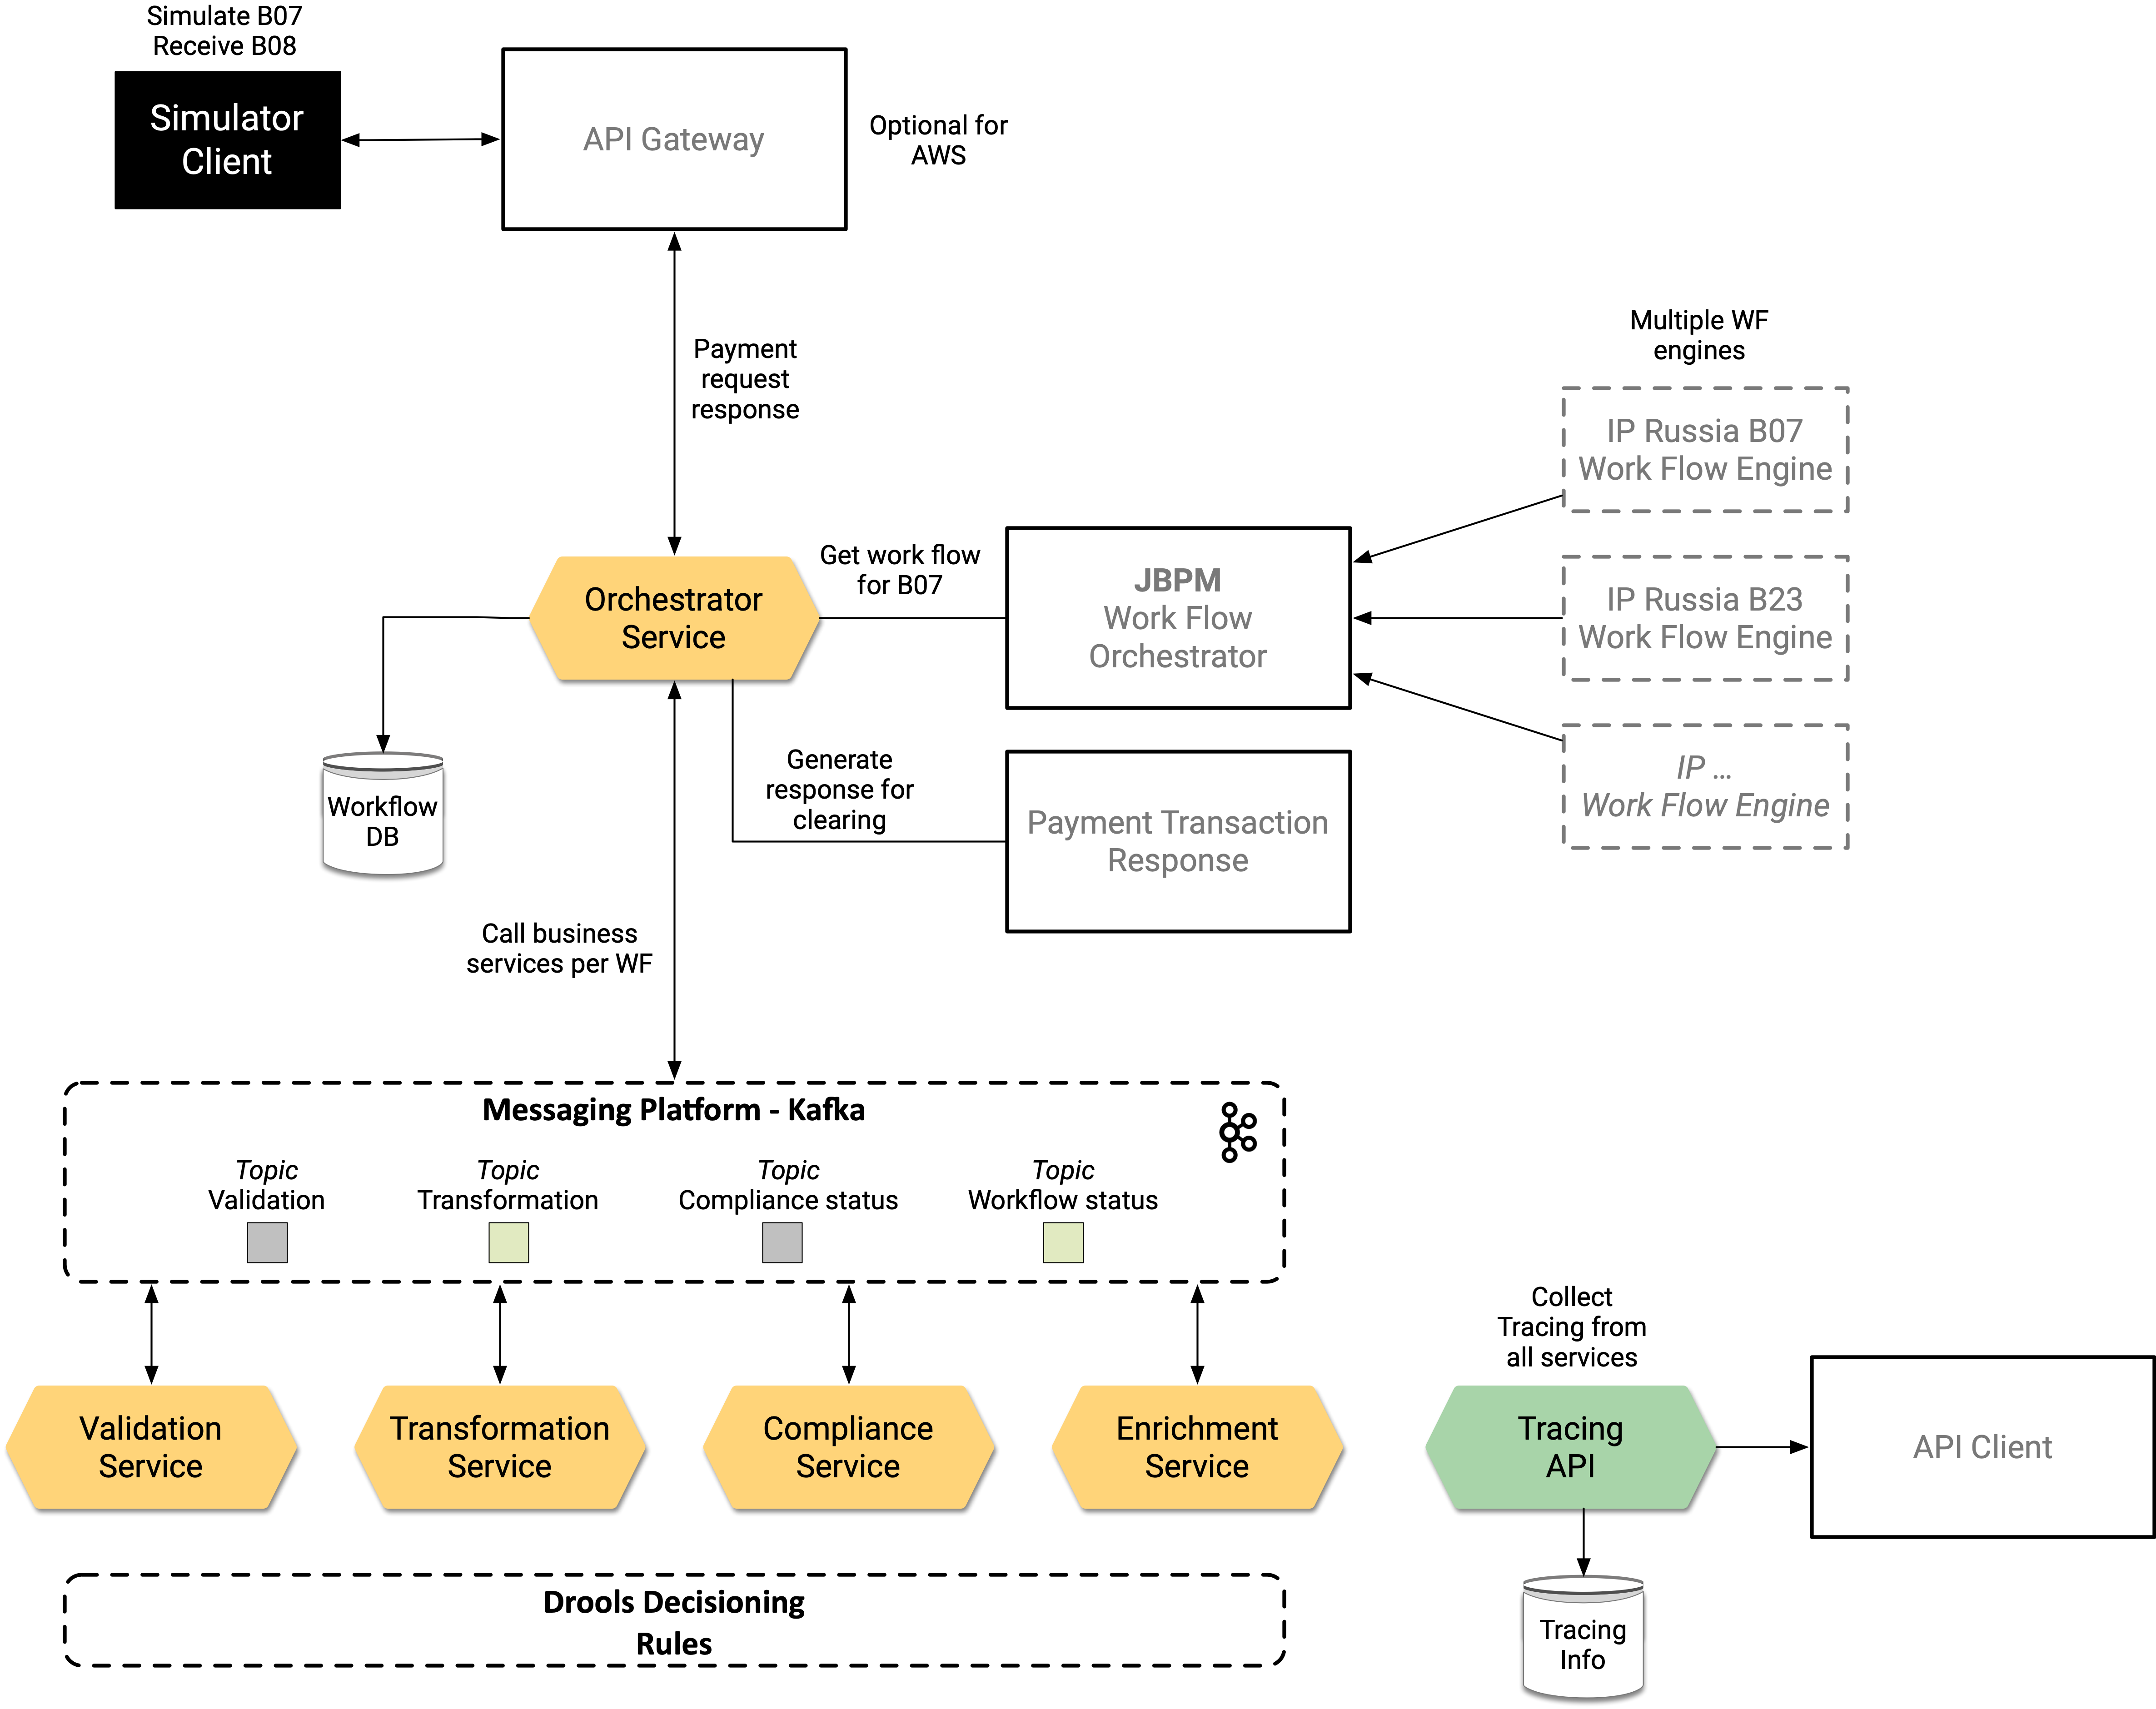 Simulate B07
Receive B08
Simulator
Client
API Gateway
Optional for
AWS
Payment
request
response
Multiple WF
engines
IP Russia B07
Work Flow Engine
Get work flow
for B07
Orchestrator
Service
JBPM
Work Flow
Orchestrator
IP Russia B23
Work Flow Engine
IP ...
Work Flow Engine
Workflow
DB
Generate
response for
clearing
Payment Transaction
Response
Call business
services per WF
Messaging Platform - Kafka
Topic
Validation
Topic
Transformation
Topic
Compliance status
Topic
Workflow status
Collect
Tracing from
all services
Validation
Service
Transformation
Service
Compliance
Service
Enrichment
Service
Tracing
API
API Client
Drools Decisioning
Rules
Tracing
Info